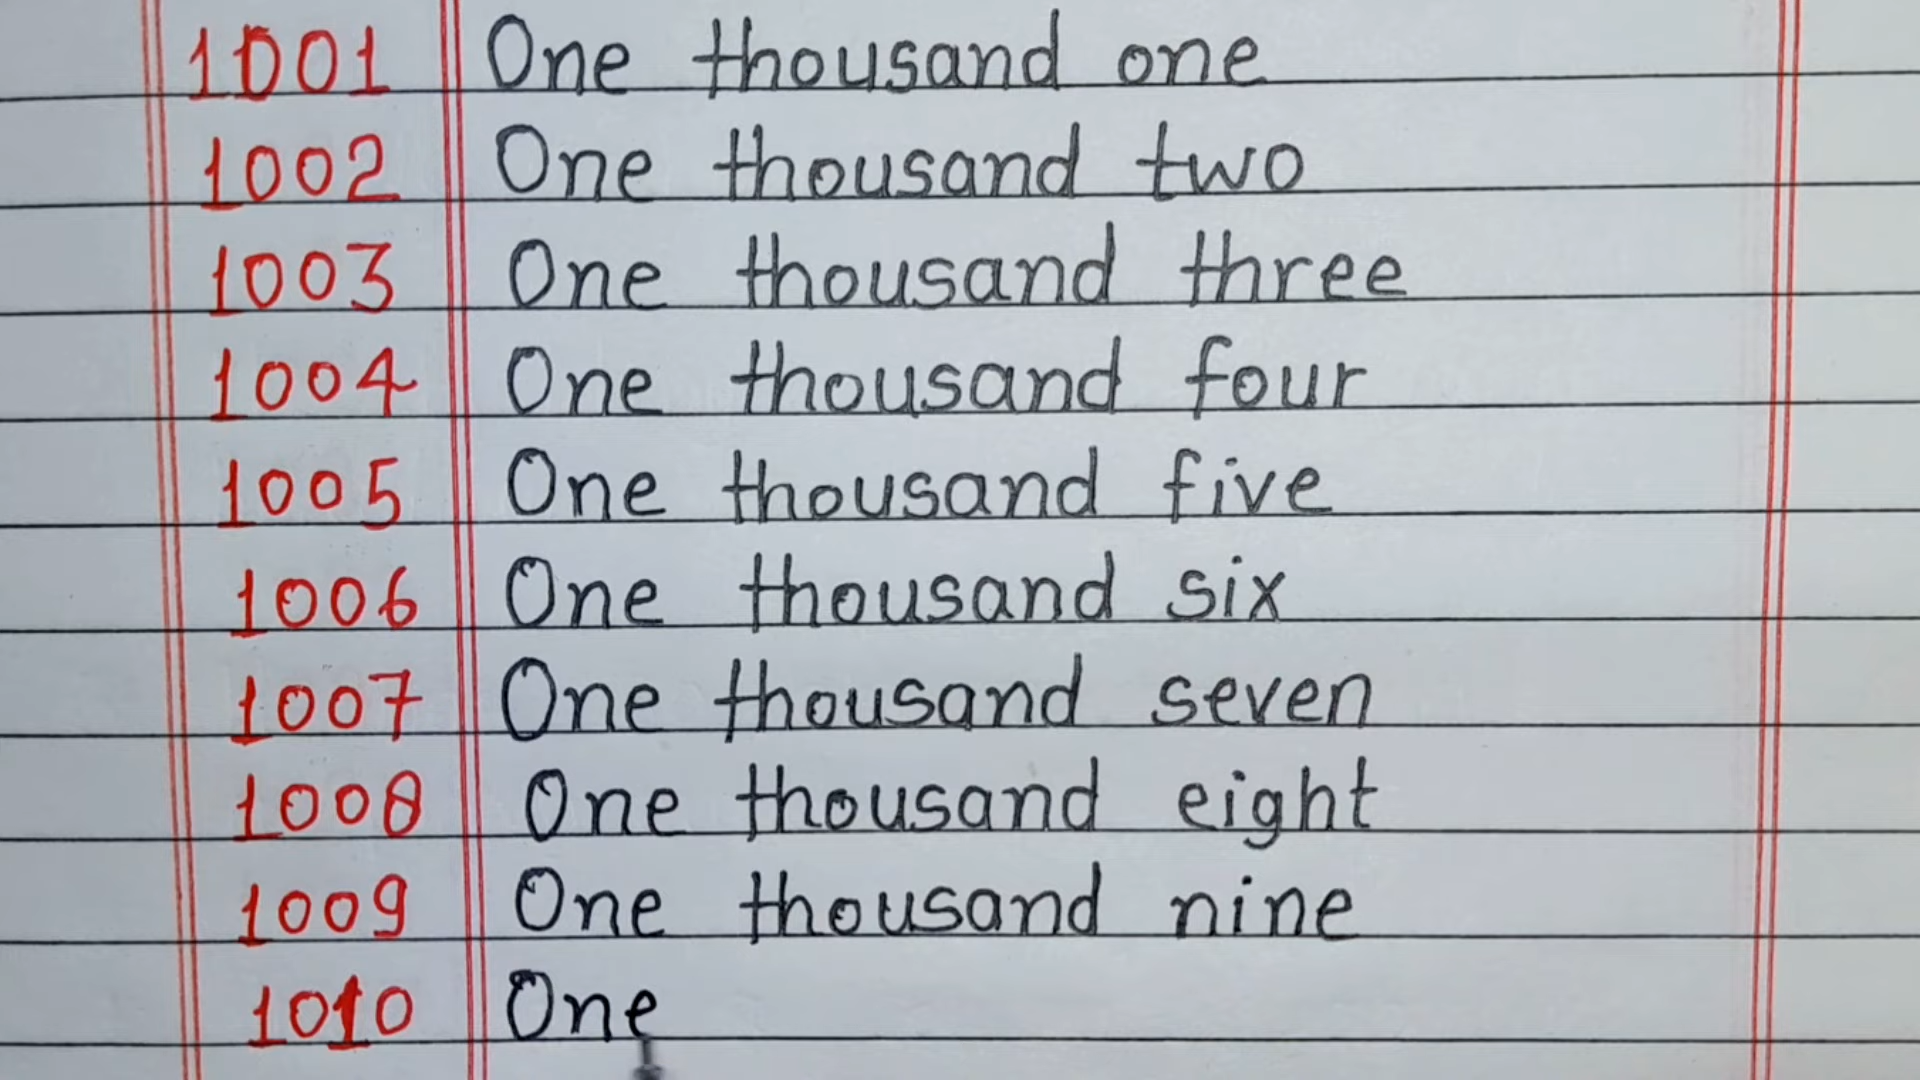 1001 One thousand one
1002 One thousand two
1003 One thousand three
1004 One thousand four
1005 One thousand five
1006 One thousand six
1007 One thousand seven
1008 One thousand eight
1009 One thousand nine
1010 One